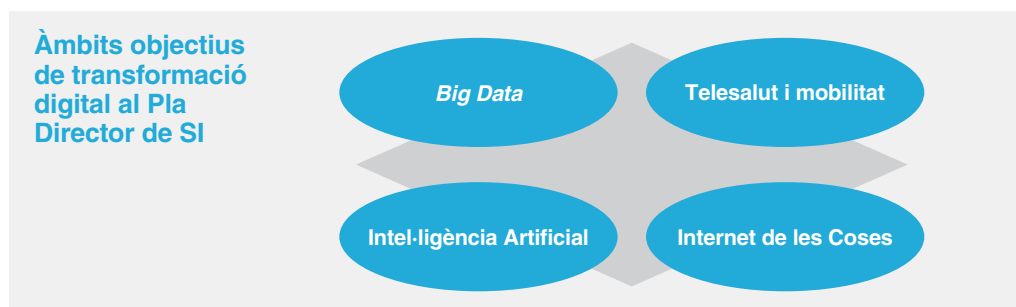 Àmbits objectius
de transformació
digital al Pla
Director de SI
Big Data
Telesalut i mobilitat
Intel·ligència Artificial
Internet de les Coses